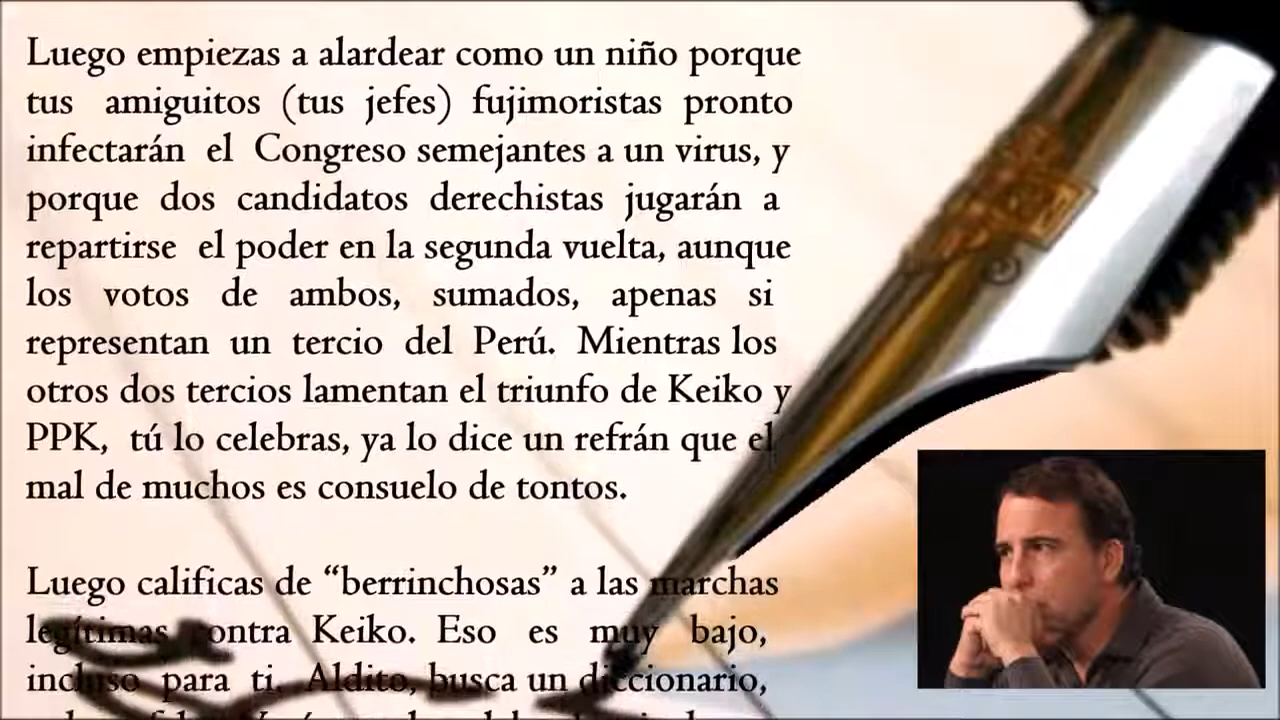 Luego empiezas a alardear como un niño porque
tus amiguitos (tus jefes) fujimoristas pronto
infectarán el Congreso semejantes a un virus, y
porque dos candidatos derechistas jugarán a
repartirse el poder en la segunda vuelta, aunque
los votos de ambos, sumados, apenas si
representan un tercio del Perú. Mientras los
otros dos tercios lamentan el triunfo de Keiko y
PPK, tú lo celebras, ya lo dice un refrán que el
mal de muchos es consuelo de tontos.
Luego calificas de “berrinchosas” a las marchas
legítimas contra Keiko. Eso es muy bajo,
incluso para ti. Aldito, busca un diccionario,